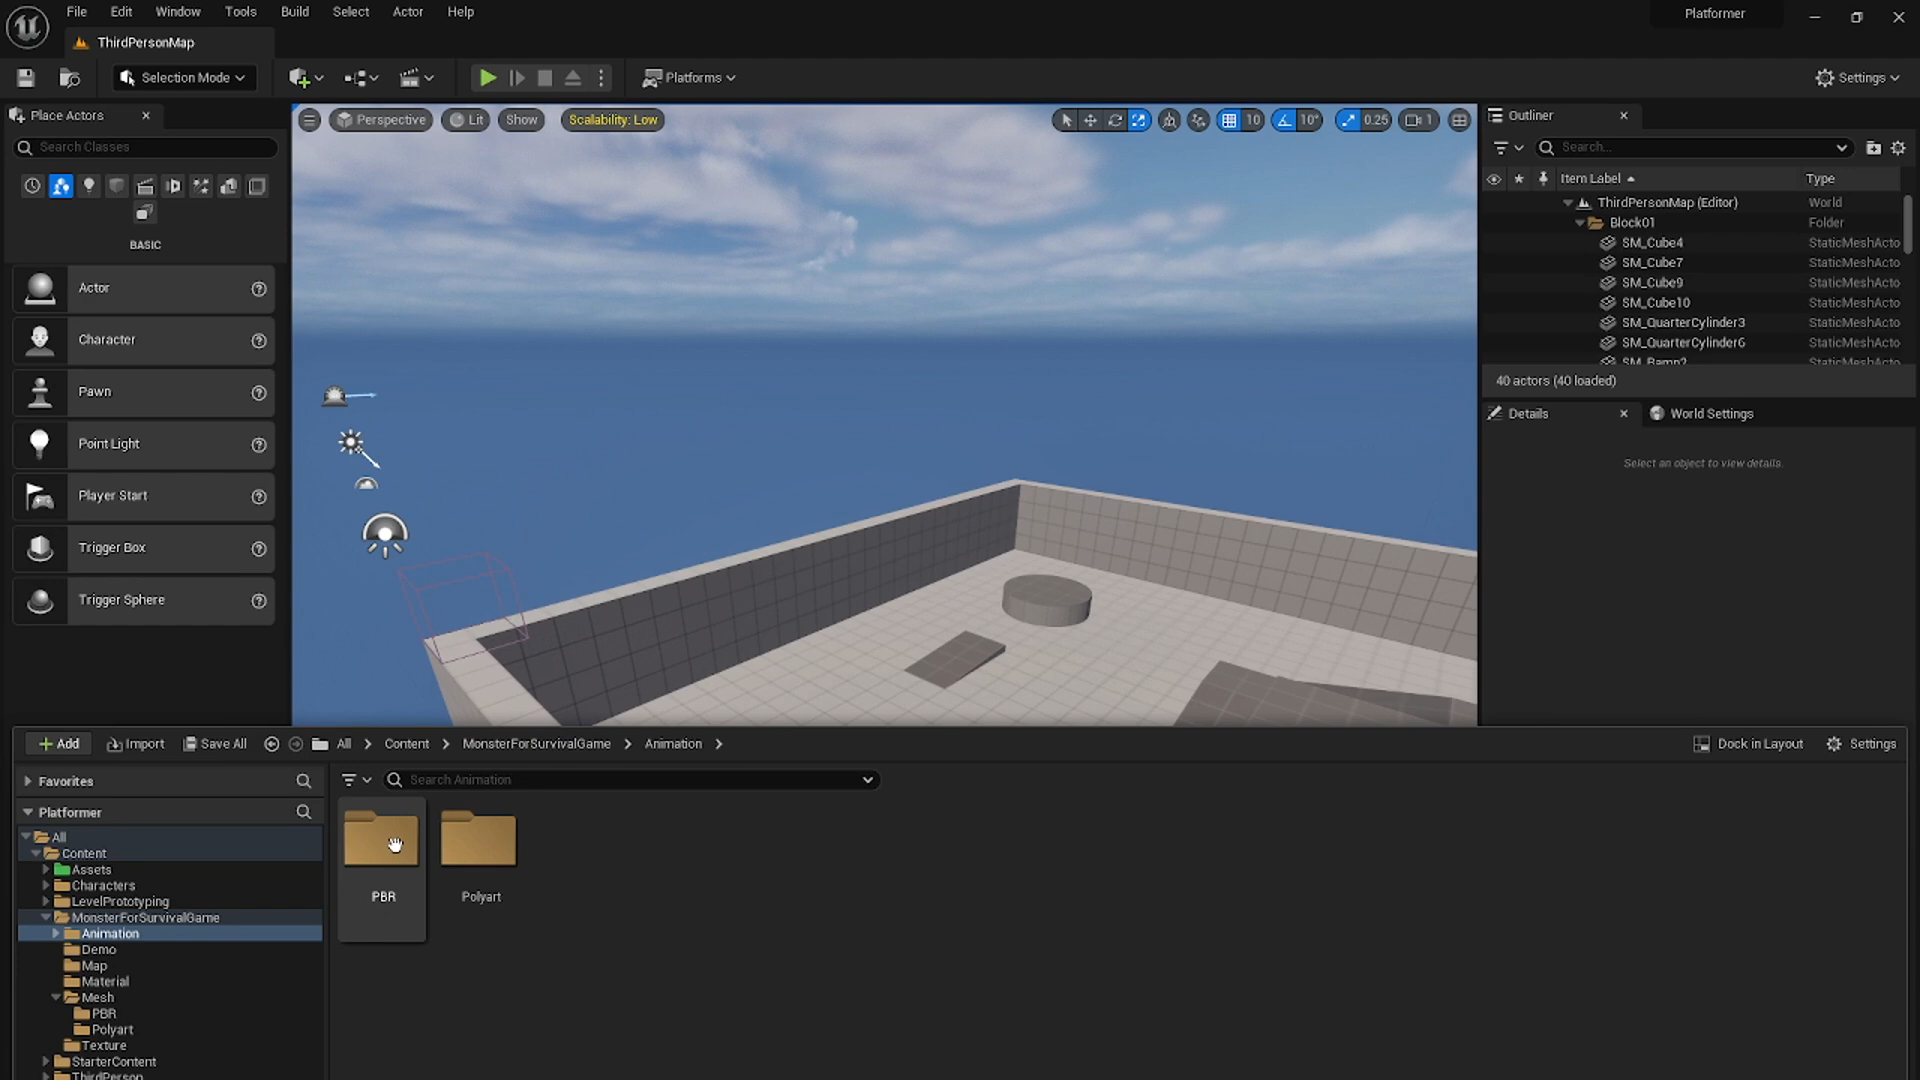 File Edit Window Tools Build Select Actor Help
Platformer
ThirdPersonMap
Selection Mode
Platforms
Settings
Place Actors
Search Classes
BASIC
Actor
Character
Pawn
Point Light
Player Start
Trigger Box
Trigger Sphere
Perspective Lit Show Scalability: Low
10 10° 0.25 1
Outliner
Search...
Item Label Type
ThirdPersonMap (Editor) World
Block01 Folder
SM_Cube4 StaticMeshActo
SM_Cube7 StaticMeshActo
SM_Cube9 StaticMeshActo
SM_Cube10 StaticMeshActo
SM_QuarterCylinder3 StaticMeshActo
SM_QuarterCylinder6 StaticMeshActo
SM_Ramp2 StaticMeshActo
40 actors (40 loaded)
Details World Settings
Select an object to view details.
Add Import Save All All Content MonsterForSurvivalGame Animation
Dock in Layout Settings
Favorites
Platformer
All
Content
Assets
Characters
LevelPrototyping
MonsterForSurvivalGame
Animation
Demo
Map
Material
Mesh
PBR
Polyart
Texture
StarterContent
ThirdPerson
Search Animation
PBR
Polyart